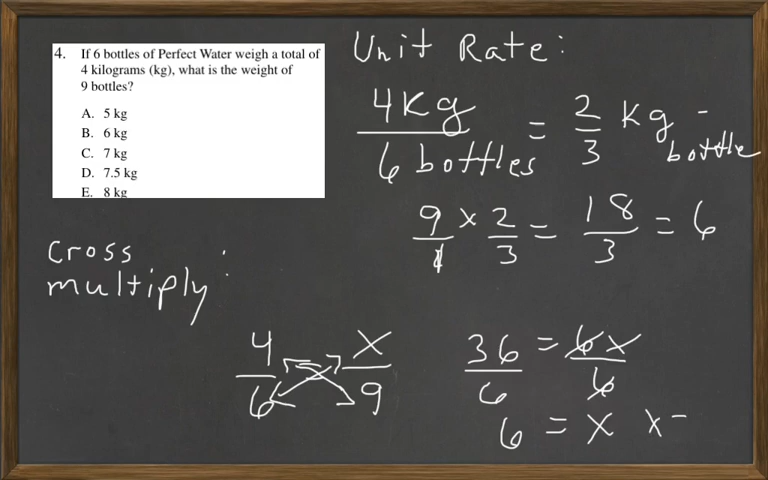 4. If 6 bottles of Perfect Water weigh a total of
4 kilograms (kg), what is the weight of
9 bottles?
A. 5 kg
B. 6 kg
C. 7 kg
D. 7.5 kg
E. 8 kg
Unit Rate:
4Kg / 6 bottles = 2/3 Kg - bottle
9/1 × 2/3 = 18/3 = 6
Cross
multiply:
4/6 x/9
36/6 = 6x/6
6 = x x=